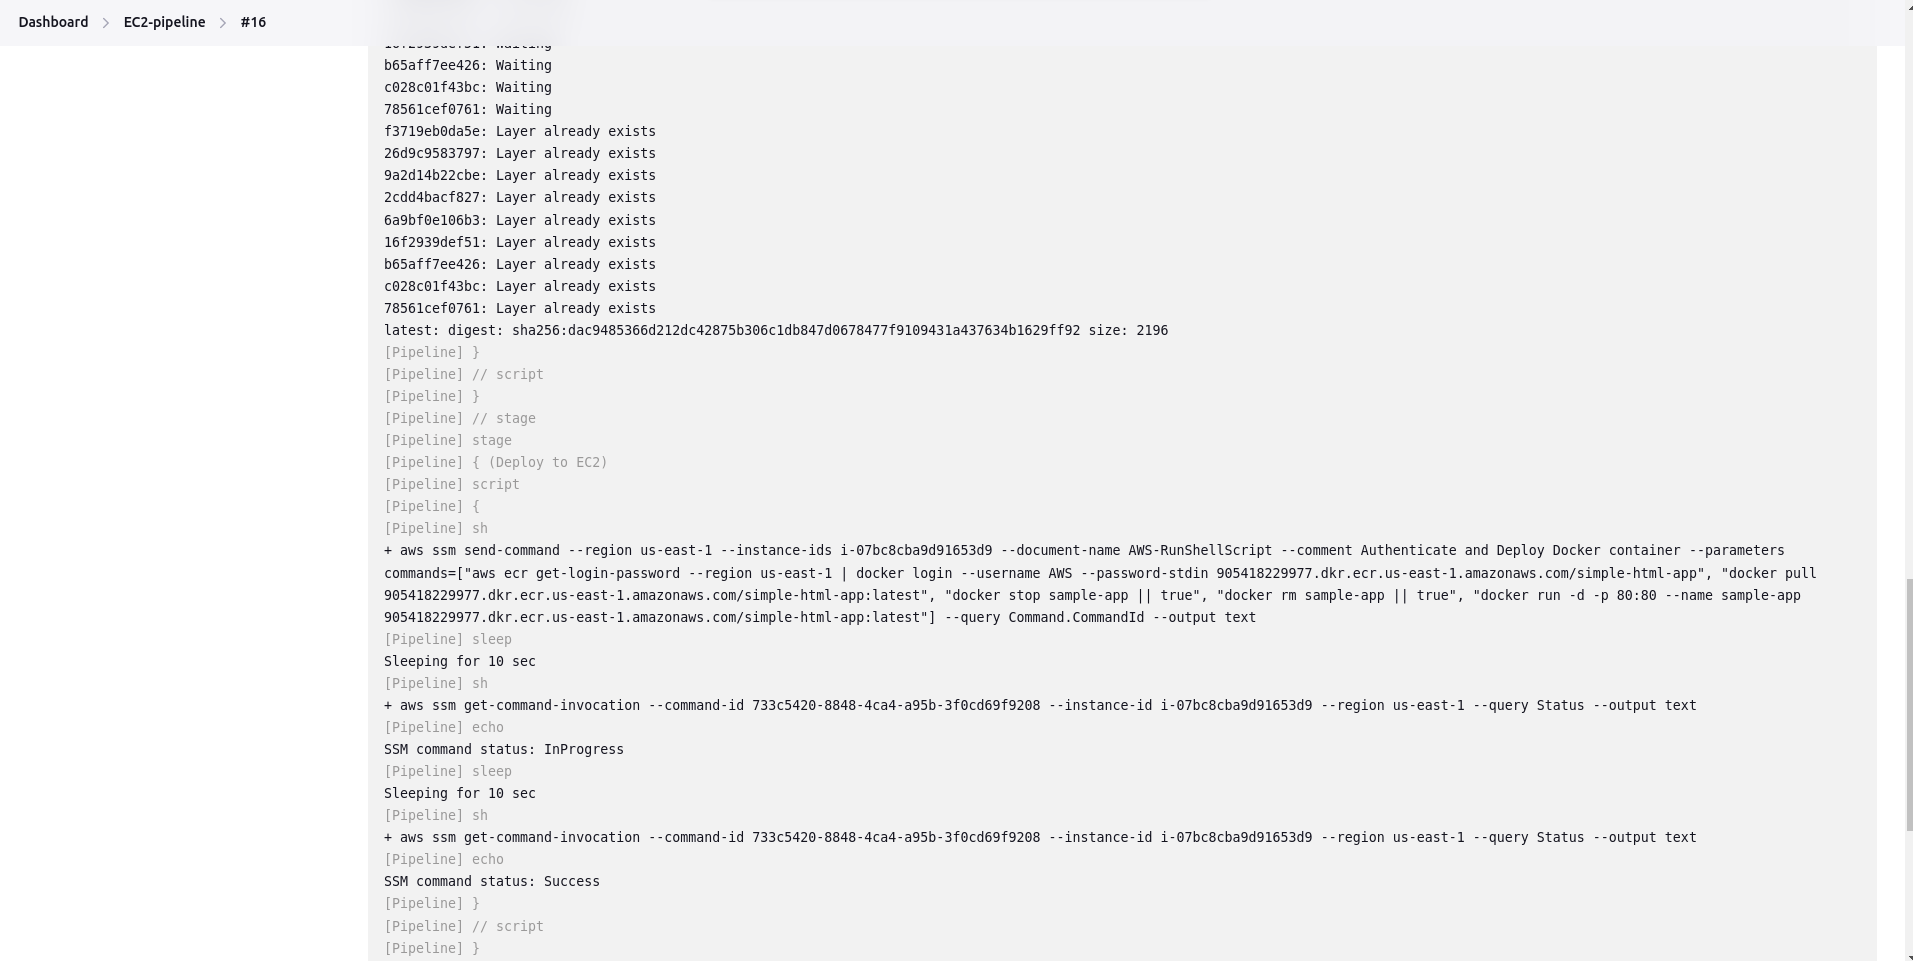 Dashboard > EC2-pipeline > #16
16f2939def51: Waiting
b65aff7ee426: Waiting
c028c01f43bc: Waiting
78561cef0761: Waiting
f3719eb0da5e: Layer already exists
26d9c9583797: Layer already exists
9a2d14b22cbe: Layer already exists
2cdd4bacf827: Layer already exists
6a9bf0e106b3: Layer already exists
16f2939def51: Layer already exists
b65aff7ee426: Layer already exists
c028c01f43bc: Layer already exists
78561cef0761: Layer already exists
latest: digest: sha256:dac9485366d212dc42875b306c1db847d0678477f9109431a437634b1629ff92 size: 2196
[Pipeline] }
[Pipeline] // script
[Pipeline] }
[Pipeline] // stage
[Pipeline] stage
[Pipeline] { (Deploy to EC2)
[Pipeline] script
[Pipeline] {
[Pipeline] sh
+ aws ssm send-command --region us-east-1 --instance-ids i-07bc8cba9d91653d9 --document-name AWS-RunShellScript --comment Authenticate and Deploy Docker container --parameters
commands=["aws ecr get-login-password --region us-east-1 | docker login --username AWS --password-stdin 905418229977.dkr.ecr.us-east-1.amazonaws.com/simple-html-app", "docker pull
905418229977.dkr.ecr.us-east-1.amazonaws.com/simple-html-app:latest", "docker stop sample-app || true", "docker rm sample-app || true", "docker run -d -p 80:80 --name sample-app
905418229977.dkr.ecr.us-east-1.amazonaws.com/simple-html-app:latest"] --query Command.CommandId --output text
[Pipeline] sleep
Sleeping for 10 sec
[Pipeline] sh
+ aws ssm get-command-invocation --command-id 733c5420-8848-4ca4-a95b-3f0cd69f9208 --instance-id i-07bc8cba9d91653d9 --region us-east-1 --query Status --output text
[Pipeline] echo
SSM command status: InProgress
[Pipeline] sleep
Sleeping for 10 sec
[Pipeline] sh
+ aws ssm get-command-invocation --command-id 733c5420-8848-4ca4-a95b-3f0cd69f9208 --instance-id i-07bc8cba9d91653d9 --region us-east-1 --query Status --output text
[Pipeline] echo
SSM command status: Success
[Pipeline] }
[Pipeline] // script
[Pipeline] }